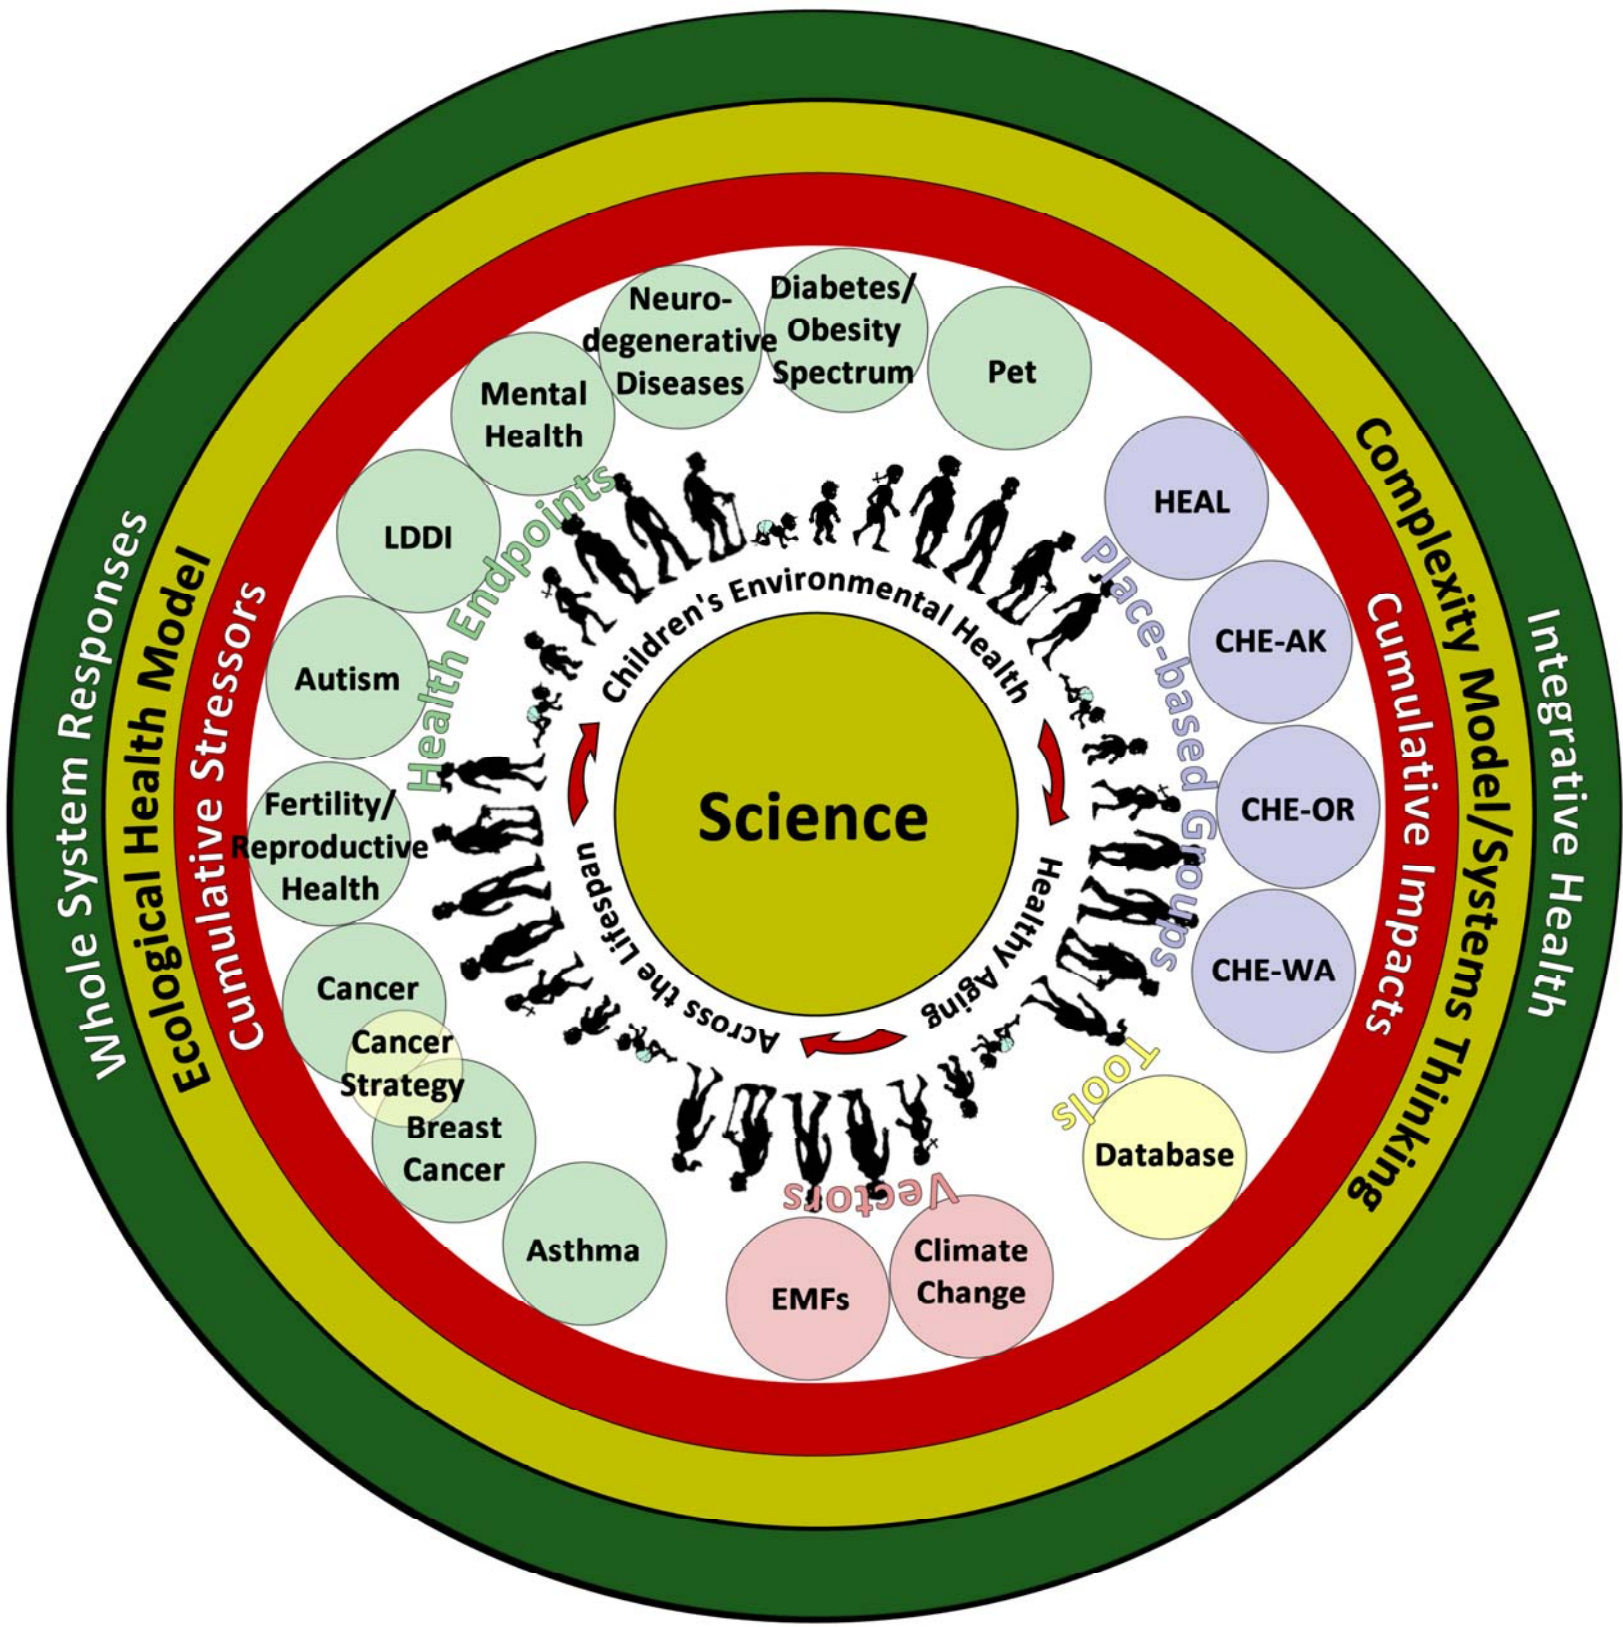 Whole System Responses
Integrative Health
Ecological Health Model
Complexity Model/Systems Thinking
Cumulative Stressors
Cumulative Impacts
Health Endpoints
Neuro-
degenerative
Diseases
Diabetes/
Obesity
Spectrum
Pet
Mental
Health
LDDI
Autism
Fertility/
Reproductive
Health
Cancer
Cancer
Strategy
Breast
Cancer
Asthma
Place-based Groups
HEAL
CHE-AK
CHE-OR
CHE-WA
Tools
Database
Vectors
Climate
Change
EMFs
Children's Environmental Health
Healthy Aging
Across the Lifespan
Science